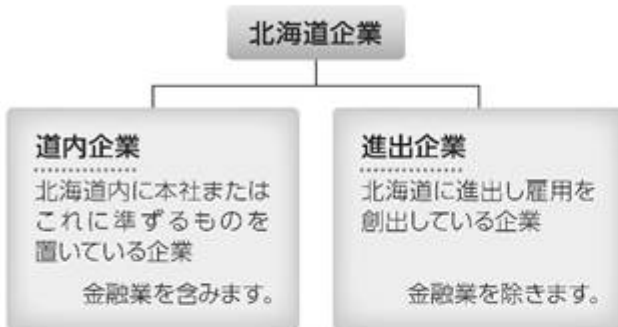 北海道企業
道内企業
北海道内に本社または
これに準ずるものを
置いている企業
金融業を含みます。
進出企業
北海道に進出し雇用を
創出している企業
金融業を除きます。